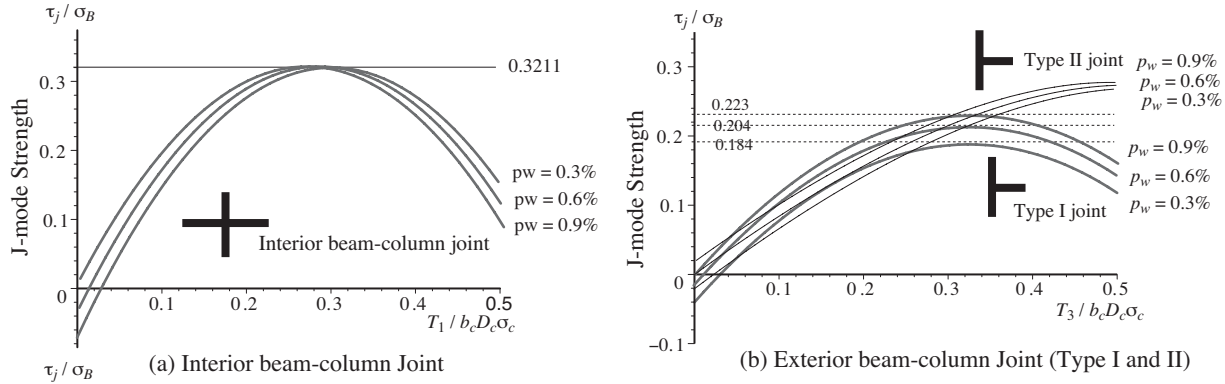 τj / σB
0.3
0.2
0.1
0
J-mode Strength
0.3211
pw = 0.3%
pw = 0.6%
pw = 0.9%
Interior beam-column joint
0.1
0.2
0.3
0.4
0.5
T1 / bcDcσc
τj / σB
(a) Interior beam-column Joint
τj / σB
0.3
0.2
0.1
0
−0.1
J-mode Strength
0.223
0.204
0.184
Type II joint
pw = 0.9%
pw = 0.6%
pw = 0.3%
pw = 0.9%
pw = 0.6%
pw = 0.3%
Type I joint
0.1
0.2
0.3
0.4
0.5
T3 / bcDcσc
(b) Exterior beam-column Joint (Type I and II)